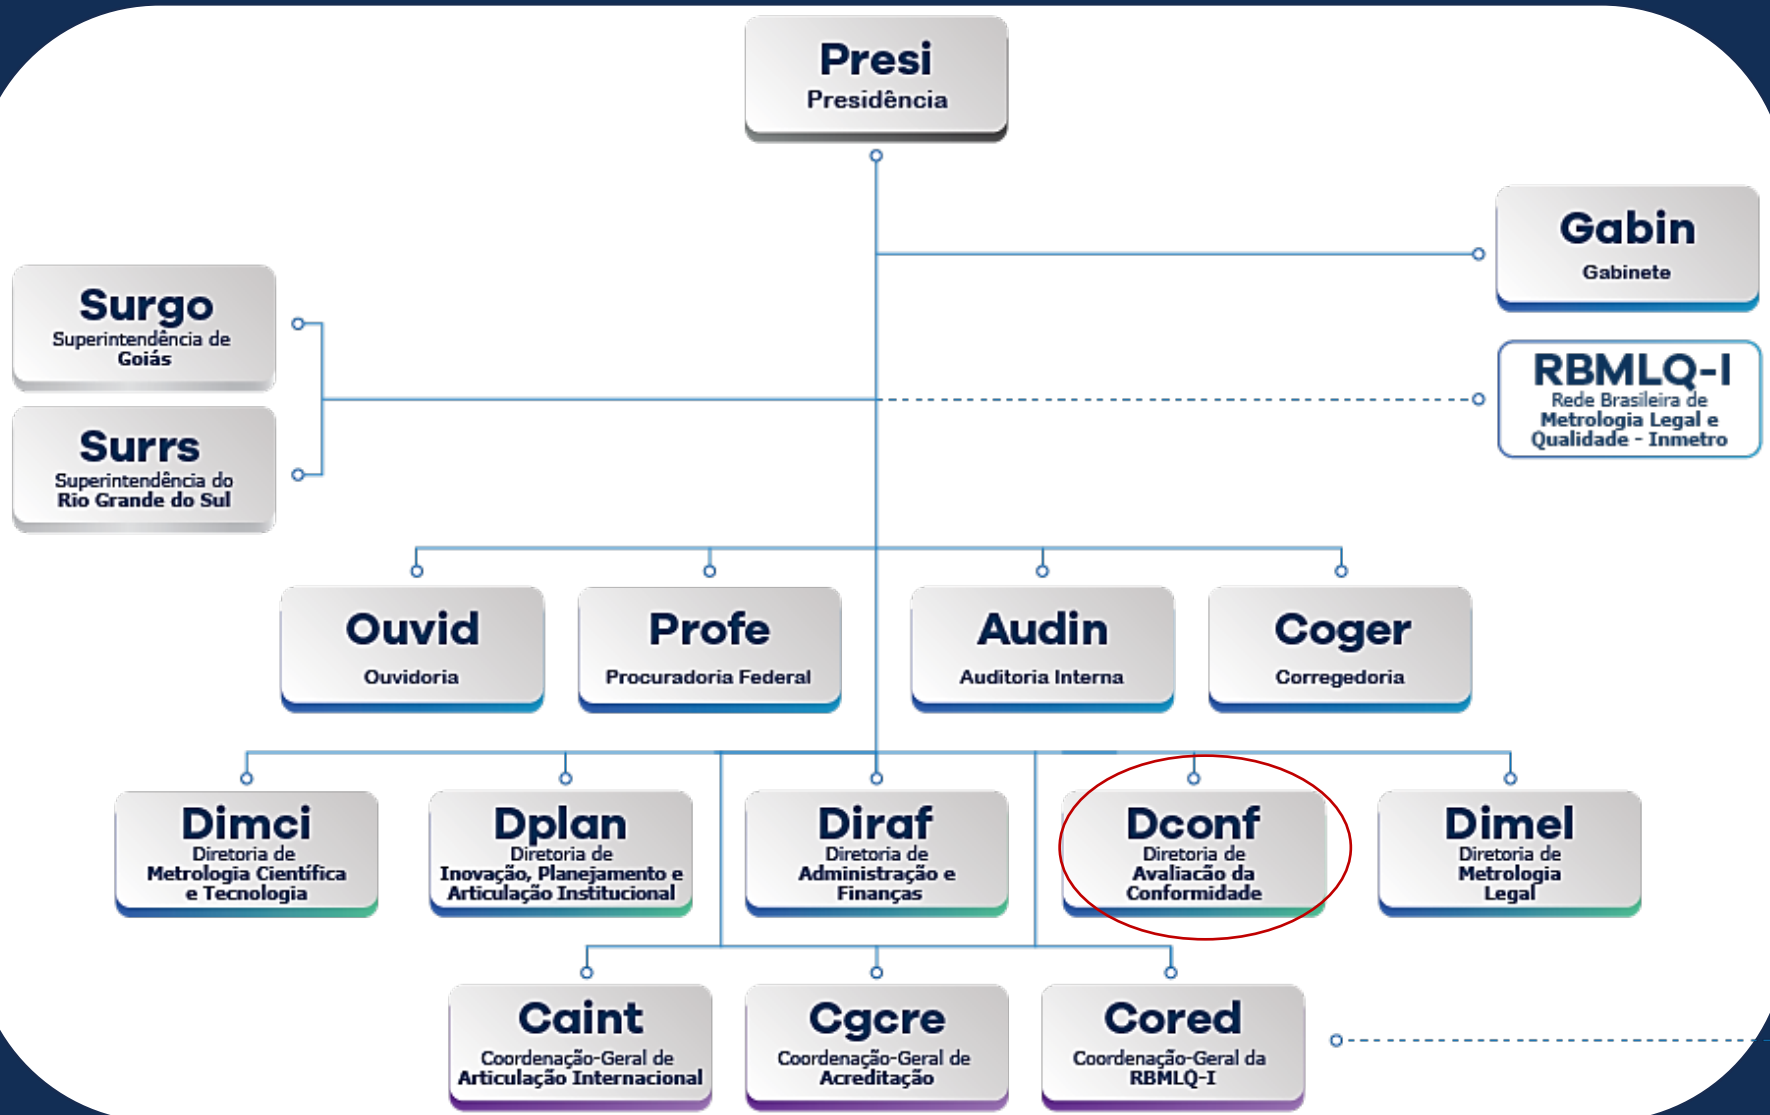 Presi
Presidência
Gabin
Gabinete
Surgo
Superintendência de
Goiás
RBMLQ-I
Rede Brasileira de
Metrologia Legal e
Qualidade - Inmetro
Surrs
Superintendência do
Rio Grande do Sul
Ouvid
Ouvidoria
Profe
Procuradoria Federal
Audin
Auditoria Interna
Coger
Corregedoria
Dimci
Diretoria de
Metrologia Científica
e Tecnologia
Dplan
Diretoria de
Inovação, Planejamento e
Articulação Institucional
Diraf
Diretoria de
Administração e
Finanças
Dconf
Diretoria de
Avaliacão da
Conformidade
Dimel
Diretoria de
Metrologia
Legal
Caint
Coordenação-Geral de
Articulação Internacional
Cgcre
Coordenação-Geral de
Acreditação
Cored
Coordenação-Geral da
RBMLQ-I